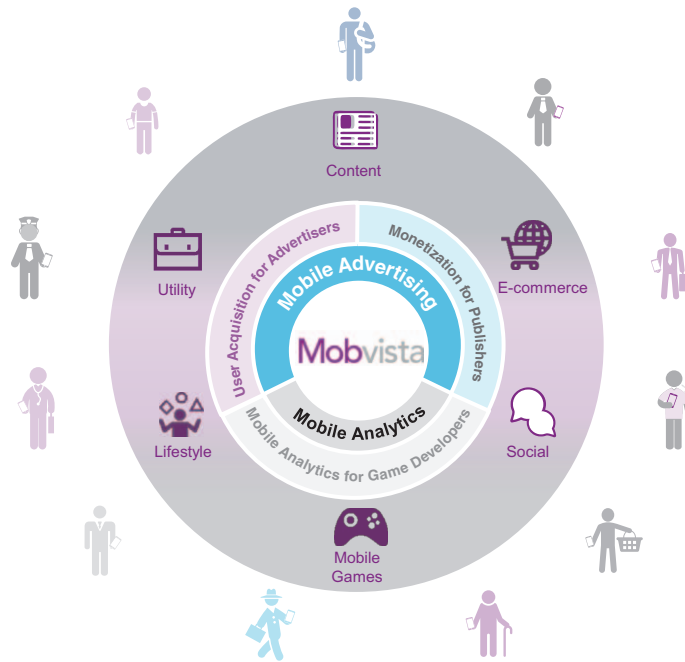 Content
User Acquisition for Advertisers
Monetization for Publishers
Mobile Advertising
Utility
E-commerce
Mobvista
Mobile Analytics
Lifestyle
Social
Mobile Analytics for Game Developers
Mobile
Games